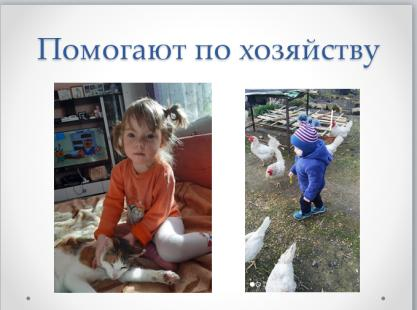 Помогают по хозяйству